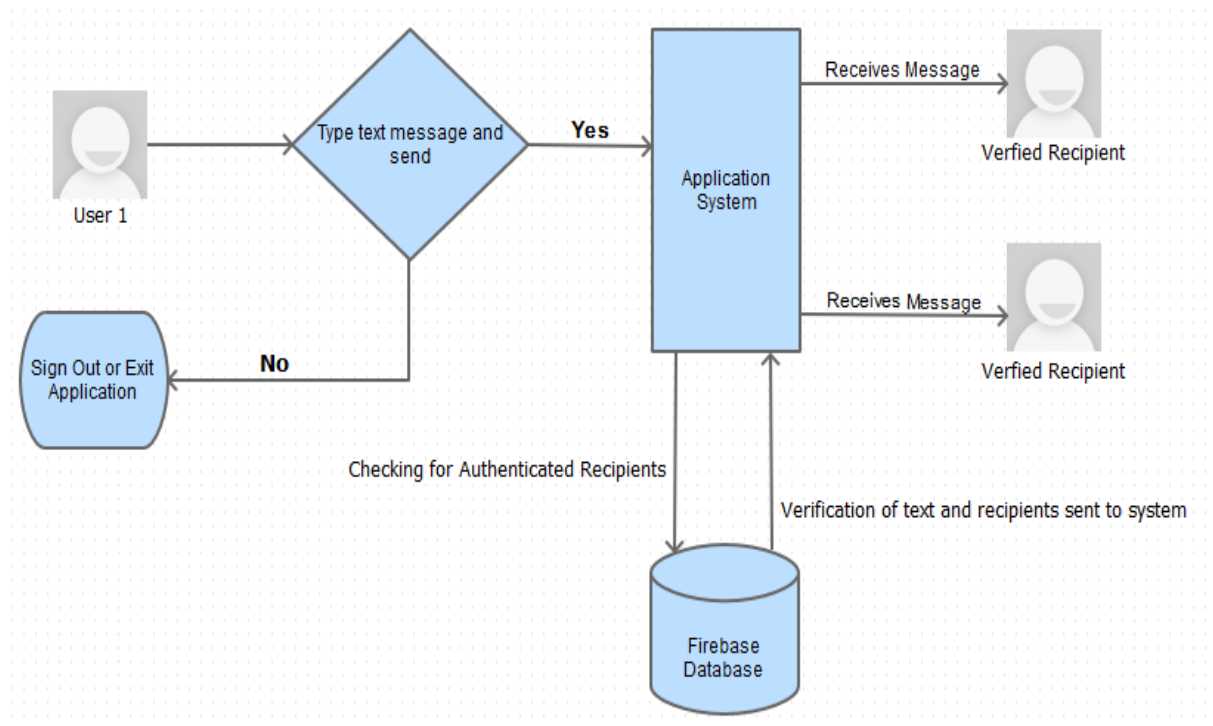 User 1
Type text message and
send
Yes
No
Sign Out or Exit
Application
Application
System
Receives Message
Verfied Recipient
Receives Message
Verfied Recipient
Checking for Authenticated Recipients
Verification of text and recipients sent to system
Firebase
Database